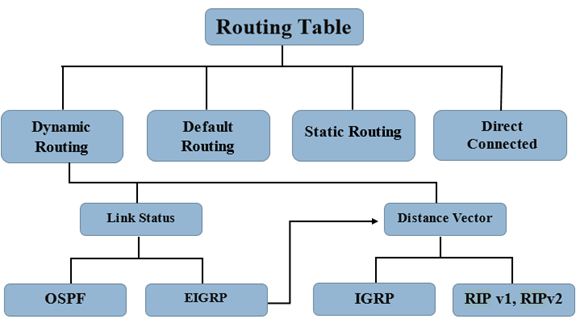 Routing Table
Dynamic
Routing
Default
Routing
Static Routing
Direct
Connected
Link Status
Distance Vector
OSPF
EIGRP
IGRP
RIP v1, RIPv2